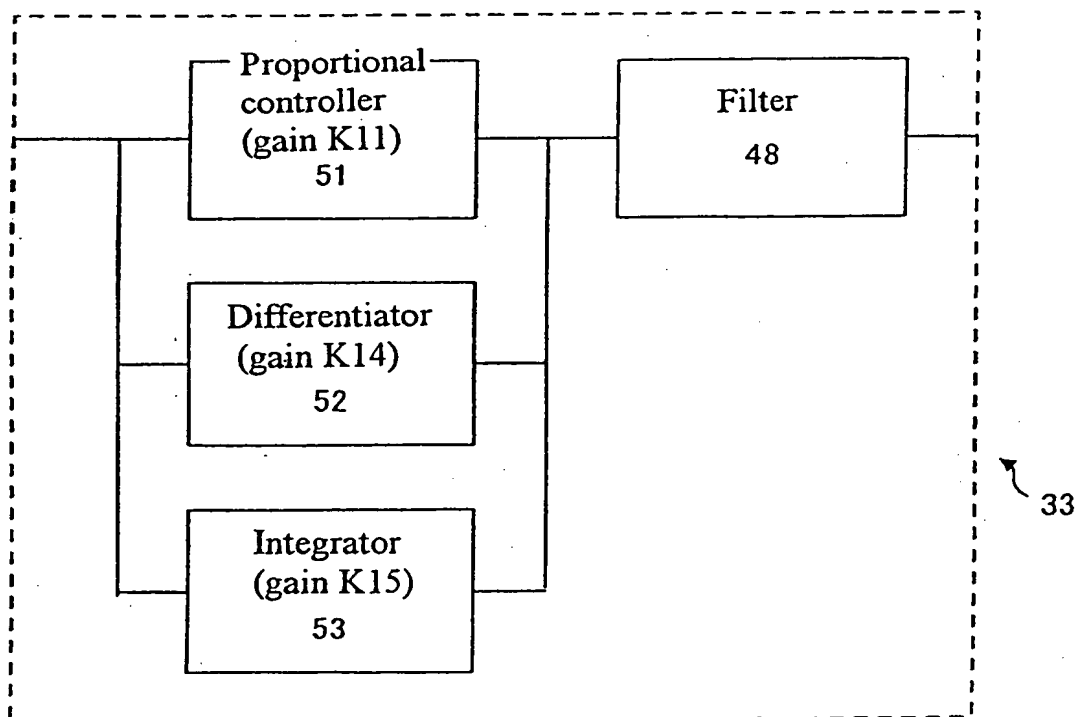 Proportional
controller
(gain K11)
51
Filter
48
Differentiator
(gain K14)
52
Integrator
(gain K15)
53
33